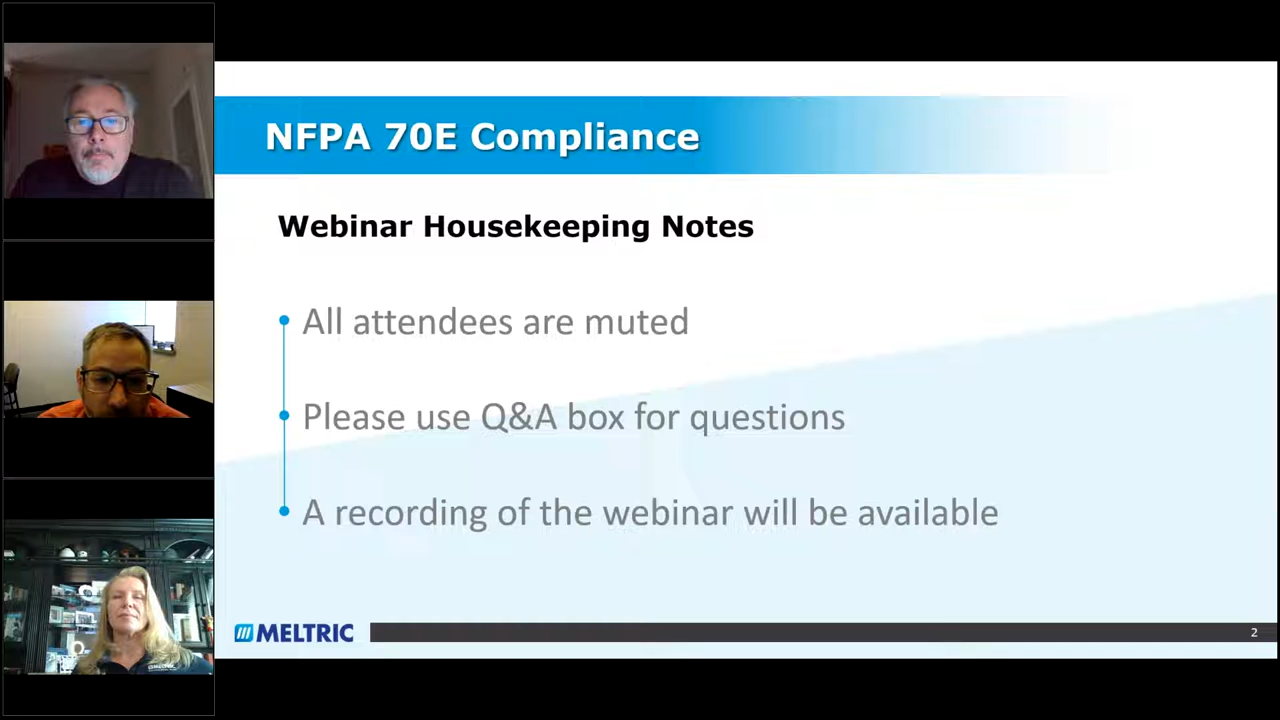 NFPA 70E Compliance
Webinar Housekeeping Notes
All attendees are muted
Please use Q&A box for questions
A recording of the webinar will be available
MELTRIC
2